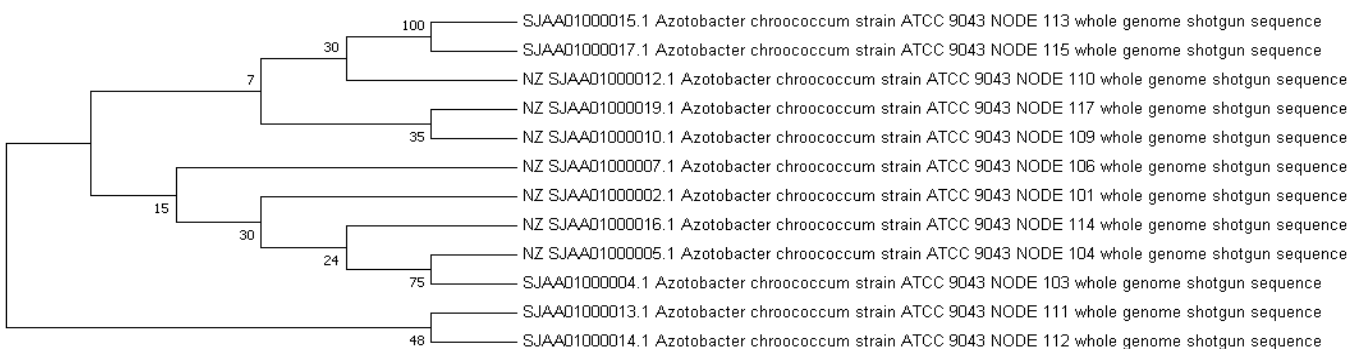 100
SJAA01000015.1 Azotobacter chroococcum strain ATCC 9043 NODE 113 whole genome shotgun sequence
30
SJAA01000017.1 Azotobacter chroococcum strain ATCC 9043 NODE 115 whole genome shotgun sequence
7
NZ SJAA01000012.1 Azotobacter chroococcum strain ATCC 9043 NODE 110 whole genome shotgun sequence
NZ SJAA01000019.1 Azotobacter chroococcum strain ATCC 9043 NODE 117 whole genome shotgun sequence
35
NZ SJAA01000010.1 Azotobacter chroococcum strain ATCC 9043 NODE 109 whole genome shotgun sequence
NZ SJAA01000007.1 Azotobacter chroococcum strain ATCC 9043 NODE 106 whole genome shotgun sequence
15
NZ SJAA01000002.1 Azotobacter chroococcum strain ATCC 9043 NODE 101 whole genome shotgun sequence
30
NZ SJAA01000016.1 Azotobacter chroococcum strain ATCC 9043 NODE 114 whole genome shotgun sequence
24
NZ SJAA01000005.1 Azotobacter chroococcum strain ATCC 9043 NODE 104 whole genome shotgun sequence
75
SJAA01000004.1 Azotobacter chroococcum strain ATCC 9043 NODE 103 whole genome shotgun sequence
SJAA01000013.1 Azotobacter chroococcum strain ATCC 9043 NODE 111 whole genome shotgun sequence
48
SJAA01000014.1 Azotobacter chroococcum strain ATCC 9043 NODE 112 whole genome shotgun sequence